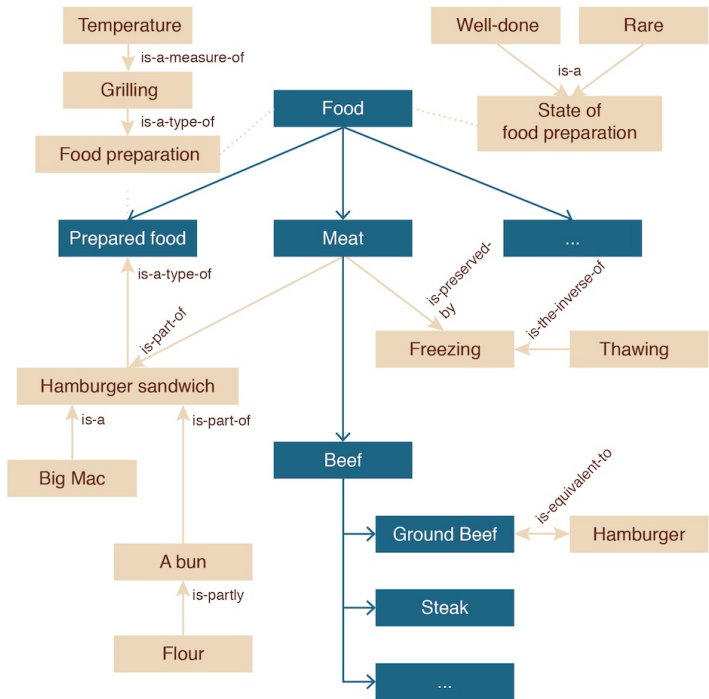 Temperature
Well-done
Rare
is-a-measure-of
is-a
Grilling
Food
State of
food preparation
is-a-type-of
Food preparation
Prepared food
Meat
...
is-a-type-of
is-preserved-
by
is-the-inverse-of
is-part-of
Freezing
Thawing
Hamburger sandwich
is-a
is-part-of
Beef
Big Mac
is-equivalent-to
Ground Beef
Hamburger
A bun
is-partly
Steak
Flour
...